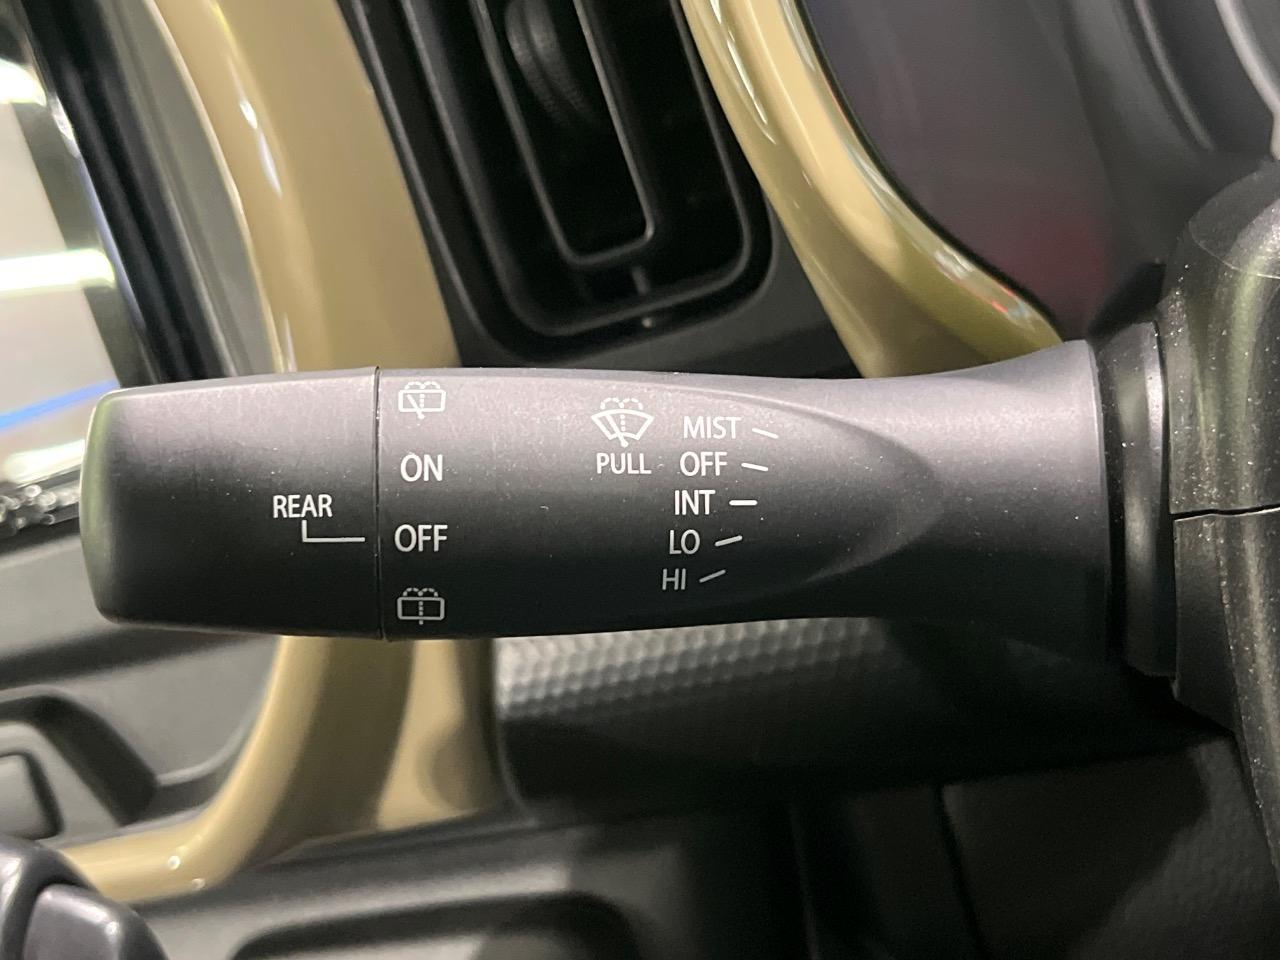 REAR
ON
OFF
PULL
MIST
OFF
INT
LO
HI